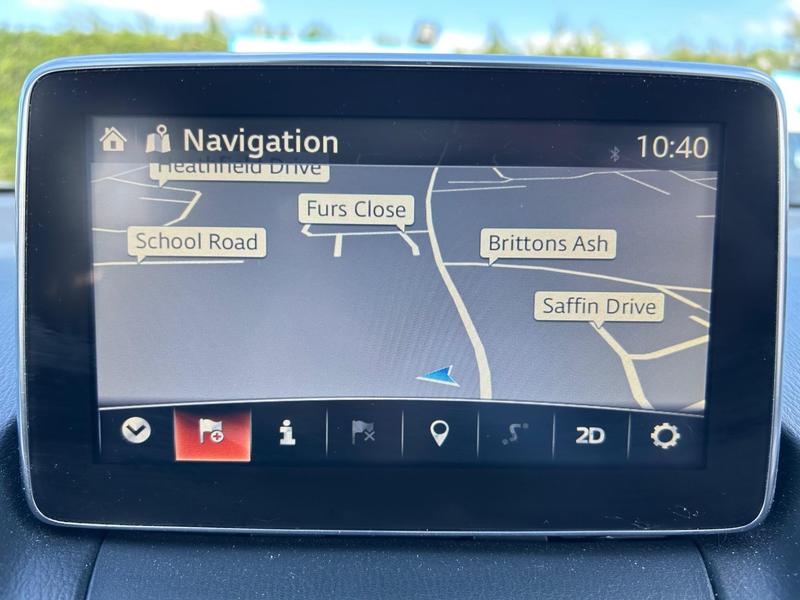 Navigation
10:40
Heathfield Drive
Furs Close
School Road
Brittons Ash
Saffin Drive
2D